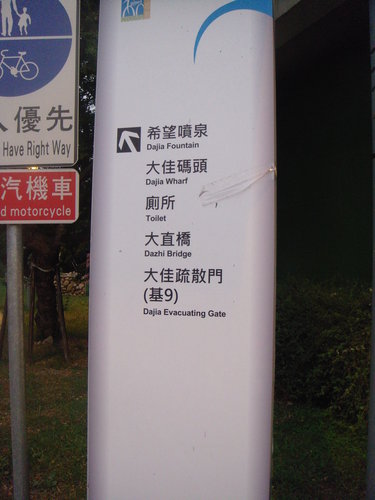 人優先
Have Right Way
汽機車
d motorcycle
希望噴泉
Dajia Fountain
大佳碼頭
Dajia Wharf
廁所
Toilet
大直橋
Dazhi Bridge
大佳疏散門
(基9)
Dajia Evacuating Gate